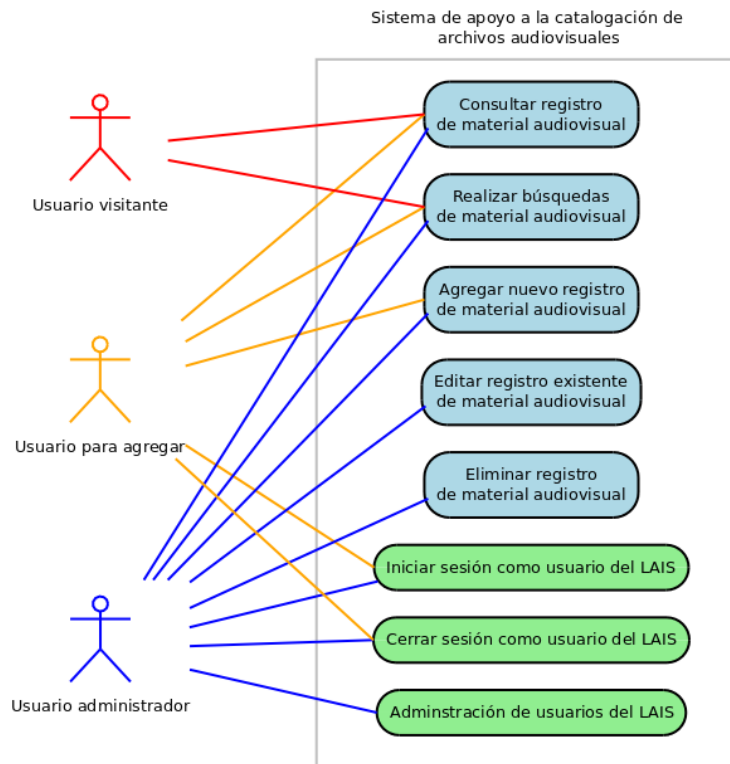 Sistema de apoyo a la catalogación de
archivos audiovisuales
Consultar registro
de material audiovisual
Usuario visitante
Realizar búsquedas
de material audiovisual
Agregar nuevo registro
de material audiovisual
Usuario para agregar
Editar registro existente
de material audiovisual
Eliminar registro
de material audiovisual
Iniciar sesión como usuario del LAIS
Cerrar sesión como usuario del LAIS
Usuario administrador
Adminstración de usuarios del LAIS